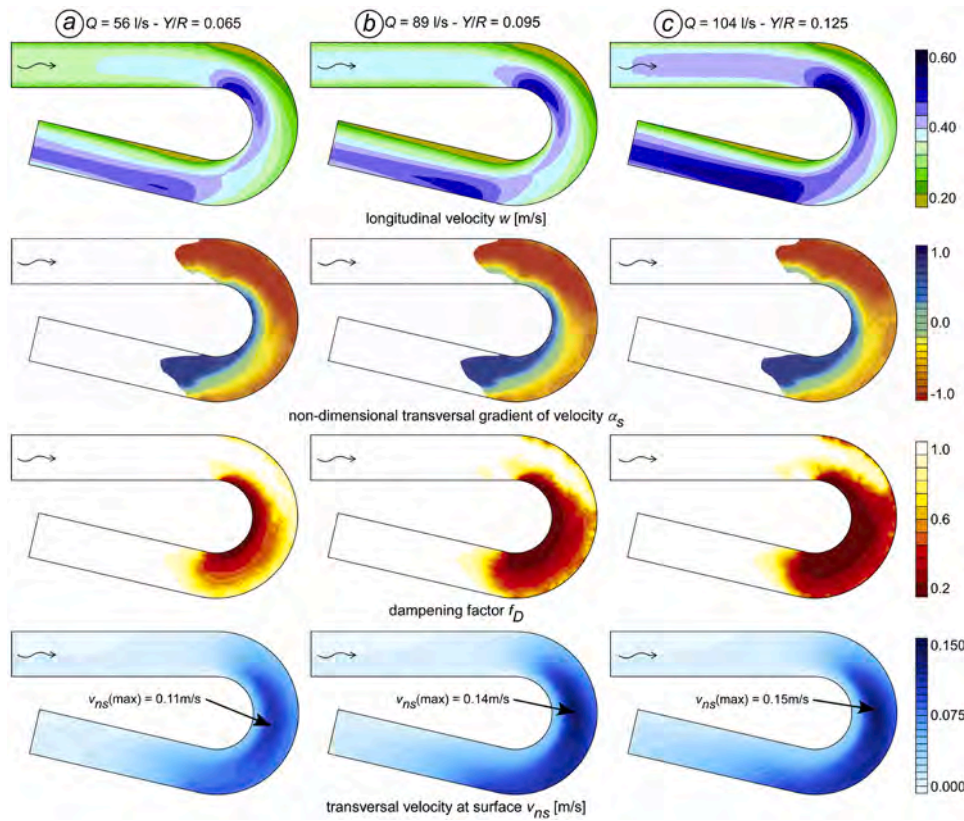 a Q = 56 l/s - Y/R = 0.065
b Q = 89 l/s - Y/R = 0.095
c Q = 104 l/s - Y/R = 0.125
0.60
0.40
0.20
longitudinal velocity w [m/s]
1.0
0.0
-1.0
non-dimensional transversal gradient of velocity αs
1.0
0.6
0.2
dampening factor fD
vns(max) = 0.11m/s
vns(max) = 0.14m/s
vns(max) = 0.15m/s
0.150
0.075
0.000
transversal velocity at surface vns [m/s]